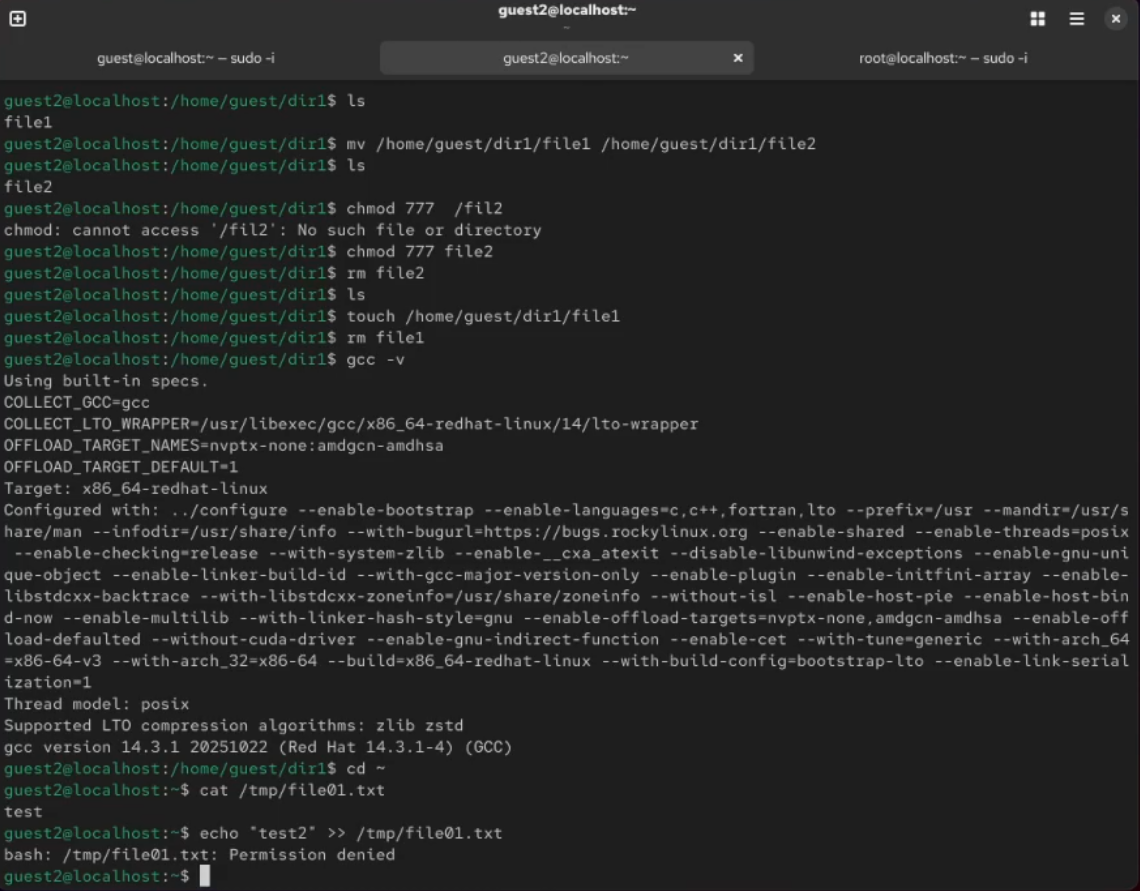 guest2@localhost:~
~
guest@localhost:~ — sudo -i
guest2@localhost:~
root@localhost:~ — sudo -i
guest2@localhost:/home/guest/dir1$ ls
file1
guest2@localhost:/home/guest/dir1$ mv /home/guest/dir1/file1 /home/guest/dir1/file2
guest2@localhost:/home/guest/dir1$ ls
file2
guest2@localhost:/home/guest/dir1$ chmod 777  /fil2
chmod: cannot access '/fil2': No such file or directory
guest2@localhost:/home/guest/dir1$ chmod 777 file2
guest2@localhost:/home/guest/dir1$ rm file2
guest2@localhost:/home/guest/dir1$ ls
guest2@localhost:/home/guest/dir1$ touch /home/guest/dir1/file1
guest2@localhost:/home/guest/dir1$ rm file1
guest2@localhost:/home/guest/dir1$ gcc -v
Using built-in specs.
COLLECT_GCC=gcc
COLLECT_LTO_WRAPPER=/usr/libexec/gcc/x86_64-redhat-linux/14/lto-wrapper
OFFLOAD_TARGET_NAMES=nvptx-none:amdgcn-amdhsa
OFFLOAD_TARGET_DEFAULT=1
Target: x86_64-redhat-linux
Configured with: ../configure --enable-bootstrap --enable-languages=c,c++,fortran,lto --prefix=/usr --mandir=/usr/s
hare/man --infodir=/usr/share/info --with-bugurl=https://bugs.rockylinux.org --enable-shared --enable-threads=posix
 --enable-checking=release --with-system-zlib --enable-__cxa_atexit --disable-libunwind-exceptions --enable-gnu-uni
que-object --enable-linker-build-id --with-gcc-major-version-only --enable-plugin --enable-initfini-array --enable-
libstdcxx-backtrace --with-libstdcxx-zoneinfo=/usr/share/zoneinfo --without-isl --enable-host-pie --enable-host-bin
d-now --enable-multilib --with-linker-hash-style=gnu --enable-offload-targets=nvptx-none,amdgcn-amdhsa --enable-off
load-defaulted --without-cuda-driver --enable-gnu-indirect-function --enable-cet --with-tune=generic --with-arch_64
=x86-64-v3 --with-arch_32=x86-64 --build=x86_64-redhat-linux --with-build-config=bootstrap-lto --enable-link-serial
ization=1
Thread model: posix
Supported LTO compression algorithms: zlib zstd
gcc version 14.3.1 20251022 (Red Hat 14.3.1-4) (GCC)
guest2@localhost:/home/guest/dir1$ cd ~
guest2@localhost:~$ cat /tmp/file01.txt
test
guest2@localhost:~$ echo "test2" >> /tmp/file01.txt
bash: /tmp/file01.txt: Permission denied
guest2@localhost:~$